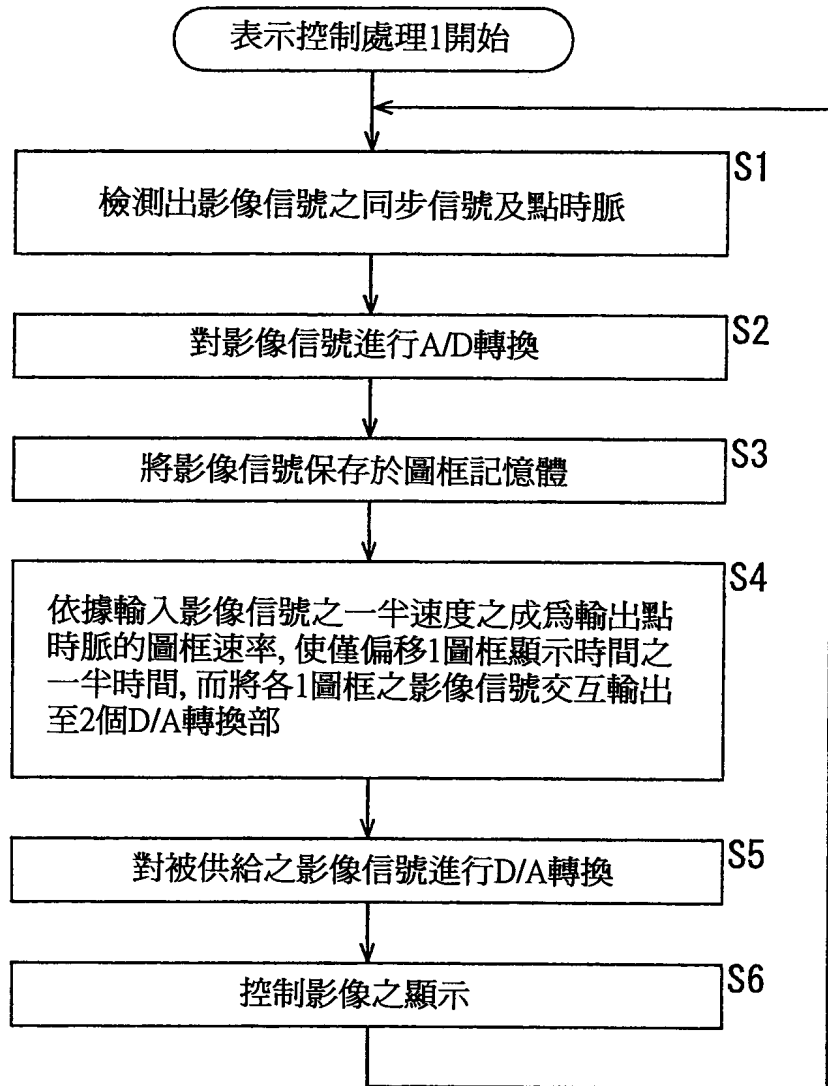 表示控制處理1開始
S1
檢測出影像信號之同步信號及點時脈
S2
對影像信號進行A/D轉換
S3
將影像信號保存於圖框記憶體
S4
依據輸入影像信號之一半速度之成爲輸出點
時脈的圖框速率, 使僅偏移1圖框顯示時間之
一半時間, 而將各1圖框之影像信號交互輸出
至2個D/A轉換部
S5
對被供給之影像信號進行D/A轉換
S6
控制影像之顯示